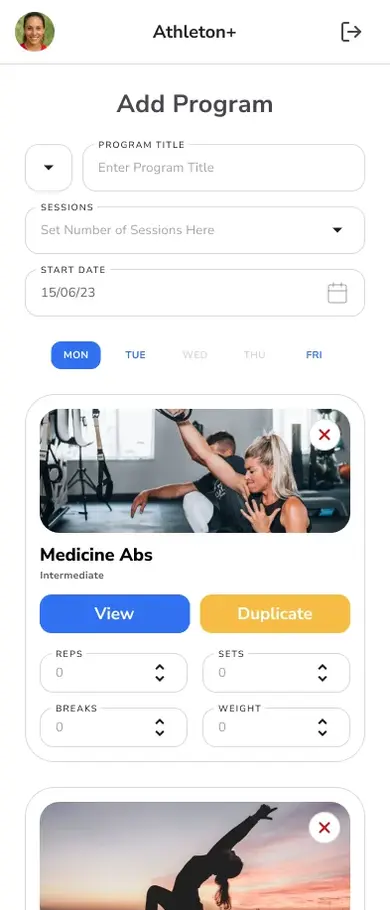 Athleton+
Add Program
PROGRAM TITLE
Enter Program Title
SESSIONS
Set Number of Sessions Here
START DATE
15/06/23
MON TUE WED THU FRI
Medicine Abs
Intermediate
View Duplicate
REPS SETS
0 0
BREAKS WEIGHT
0 0